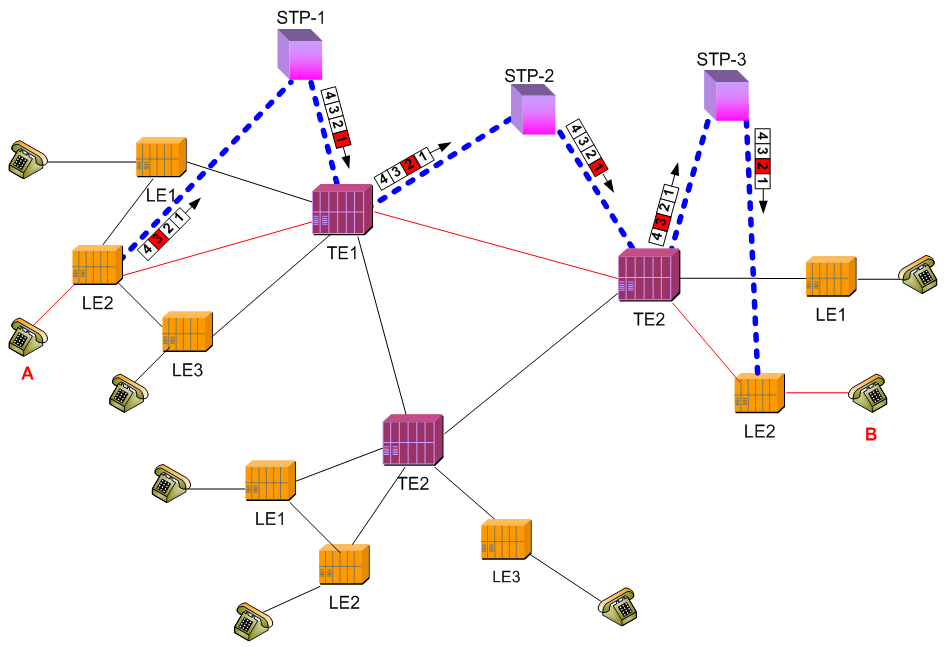 STP-1
STP-2
STP-3
4 3 2 1
4 3 2 1
4 3 2 1
4 3 2 1
4 3 2 1
4 3 2 1
LE1
TE1
LE2
LE3
A
TE2
LE1
LE2
B
TE2
LE1
LE2
LE3